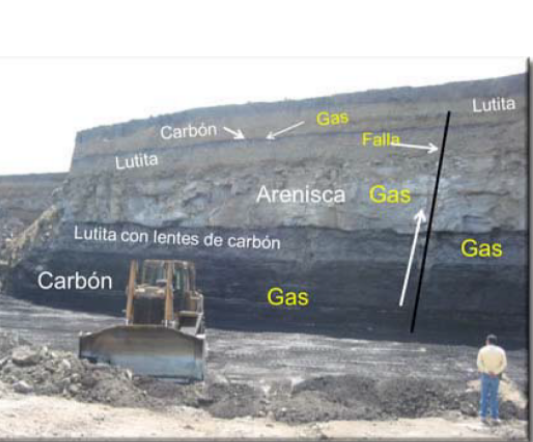 Lutita
Gas
Carbón
Falla
Lutita
Arenisca Gas
Lutita con lentes de carbón
Gas
Carbón
Gas